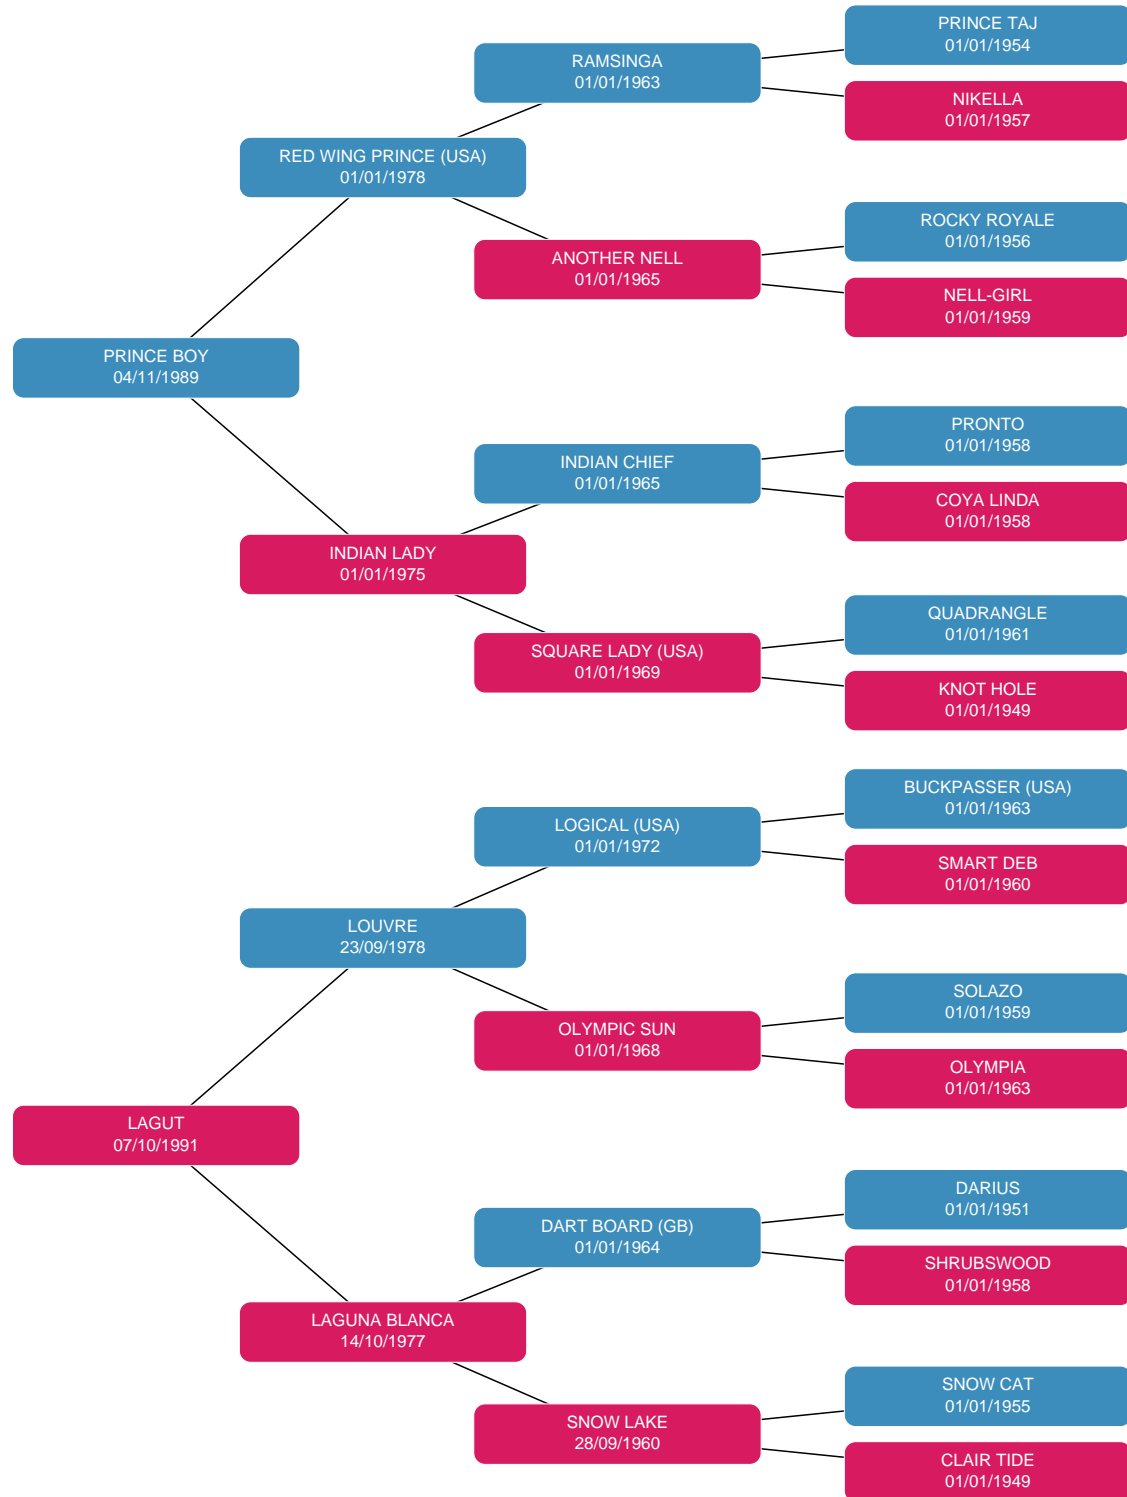 PRINCE TAJ
01/01/1954
RAMSINGA
01/01/1963
NIKELLA
01/01/1957
RED WING PRINCE (USA)
01/01/1978
ROCKY ROYALE
01/01/1956
ANOTHER NELL
01/01/1965
NELL-GIRL
01/01/1959
PRINCE BOY
04/11/1989
PRONTO
01/01/1958
INDIAN CHIEF
01/01/1965
COYA LINDA
01/01/1958
INDIAN LADY
01/01/1975
QUADRANGLE
01/01/1961
SQUARE LADY (USA)
01/01/1969
KNOT HOLE
01/01/1949
BUCKPASSER (USA)
01/01/1963
LOGICAL (USA)
01/01/1972
SMART DEB
01/01/1960
LOUVRE
23/09/1978
SOLAZO
01/01/1959
OLYMPIC SUN
01/01/1968
OLYMPIA
01/01/1963
LAGUT
07/10/1991
DARIUS
01/01/1951
DART BOARD (GB)
01/01/1964
SHRUBSWOOD
01/01/1958
LAGUNA BLANCA
14/10/1977
SNOW CAT
01/01/1955
SNOW LAKE
28/09/1960
CLAIR TIDE
01/01/1949